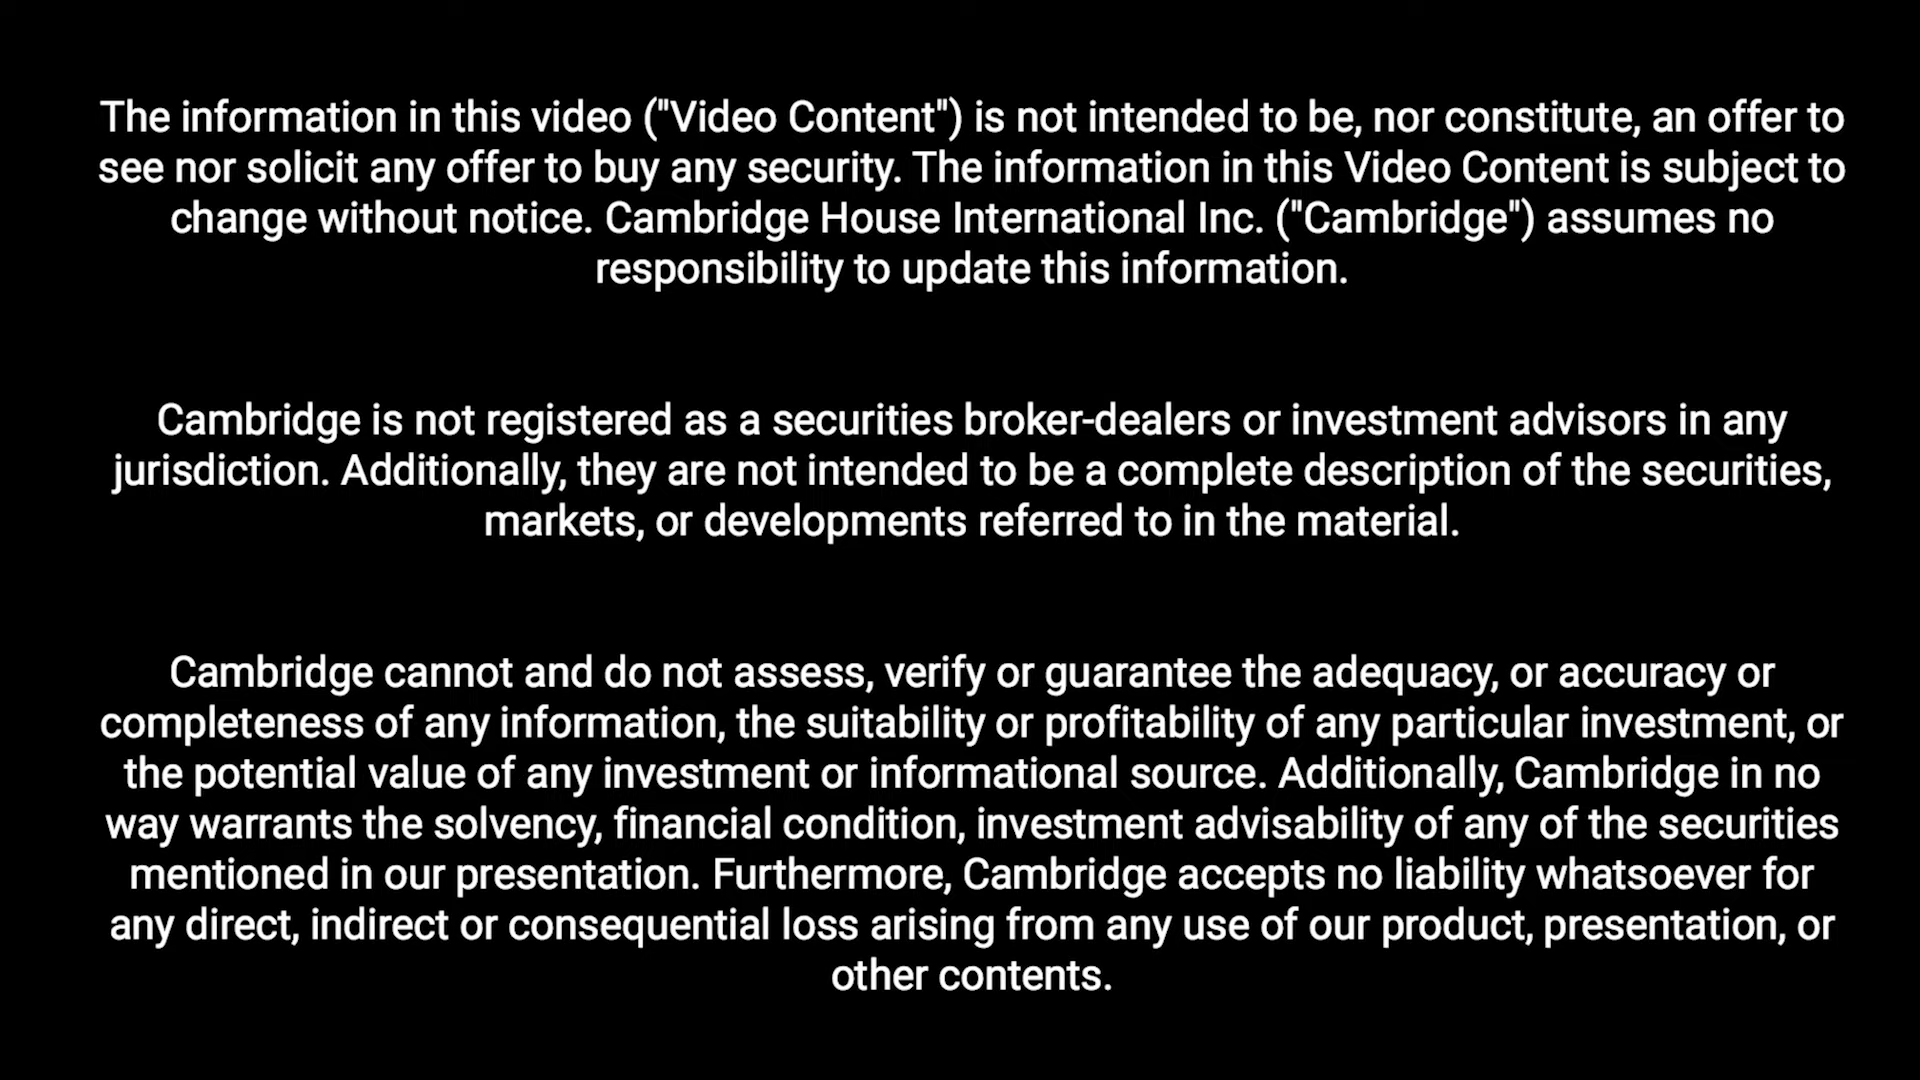 The information in this video ("Video Content") is not intended to be, nor constitute, an offer to
see nor solicit any offer to buy any security. The information in this Video Content is subject to
change without notice. Cambridge House International Inc. ("Cambridge") assumes no
responsibility to update this information.
Cambridge is not registered as a securities broker-dealers or investment advisors in any
jurisdiction. Additionally, they are not intended to be a complete description of the securities,
markets, or developments referred to in the material.
Cambridge cannot and do not assess, verify or guarantee the adequacy, or accuracy or
completeness of any information, the suitability or profitability of any particular investment, or
the potential value of any investment or informational source. Additionally, Cambridge in no
way warrants the solvency, financial condition, investment advisability of any of the securities
mentioned in our presentation. Furthermore, Cambridge accepts no liability whatsoever for
any direct, indirect or consequential loss arising from any use of our product, presentation, or
other contents.